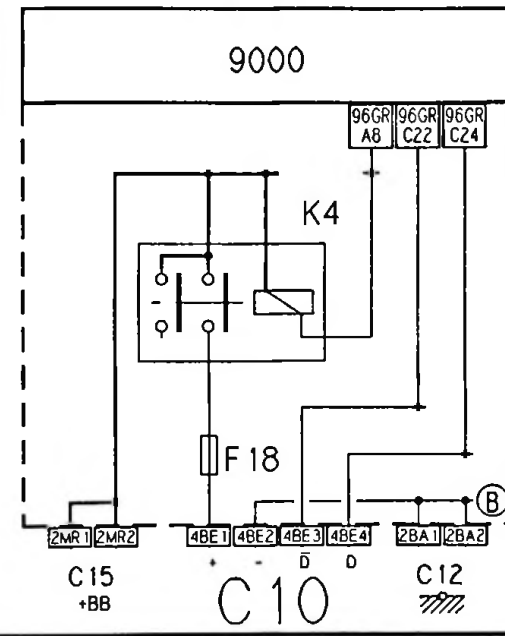 9000
96GR 96GR 96GR
A8 C22 C24
K4
F18
B
2MR1 2MR2 4BE1 4BE2 4BE3 4BE4 2BA1 2BA2
+ - D̅ D
C15 C10 C12
+BB